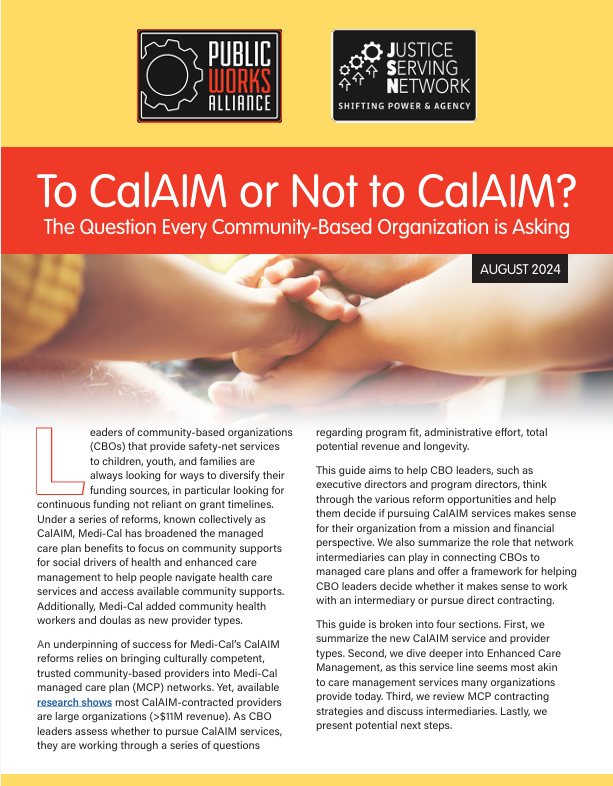 PUBLIC
WORKS
ALLIANCE
JUSTICE
SERVING
NETWORK
SHIFTING POWER & AGENCY
To CalAIM or Not to CalAIM?
The Question Every Community-Based Organization is Asking
AUGUST 2024
Leaders of community-based organizations
(CBOs) that provide safety-net services
to children, youth, and families are
always looking for ways to diversify their
funding sources, in particular looking for
continuous funding not reliant on grant timelines.
Under a series of reforms, known collectively as
CalAIM, Medi-Cal has broadened the managed
care plan benefits to focus on community supports
for social drivers of health and enhanced care
management to help people navigate health care
services and access available community supports.
Additionally, Medi-Cal added community health
workers and doulas as new provider types.
An underpinning of success for Medi-Cal's CalAIM
reforms relies on bringing culturally competent,
trusted community-based providers into Medi-Cal
managed care plan (MCP) networks. Yet, available
research shows most CalAIM-contracted providers
are large organizations (>$11M revenue). As CBO
leaders assess whether to pursue CalAIM services,
they are working through a series of questions
regarding program fit, administrative effort, total
potential revenue and longevity.
This guide aims to help CBO leaders, such as
executive directors and program directors, think
through the various reform opportunities and help
them decide if pursuing CalAIM services makes sense
for their organization from a mission and financial
perspective. We also summarize the role that network
intermediaries can play in connecting CBOs to
managed care plans and offer a framework for helping
CBO leaders decide whether it makes sense to work
with an intermediary or pursue direct contracting.
This guide is broken into four sections. First, we
summarize the new CalAIM service and provider
types. Second, we dive deeper into Enhanced Care
Management, as this service line seems most akin
to care management services many organizations
provide today. Third, we review MCP contracting
strategies and discuss intermediaries. Lastly, we
present potential next steps.